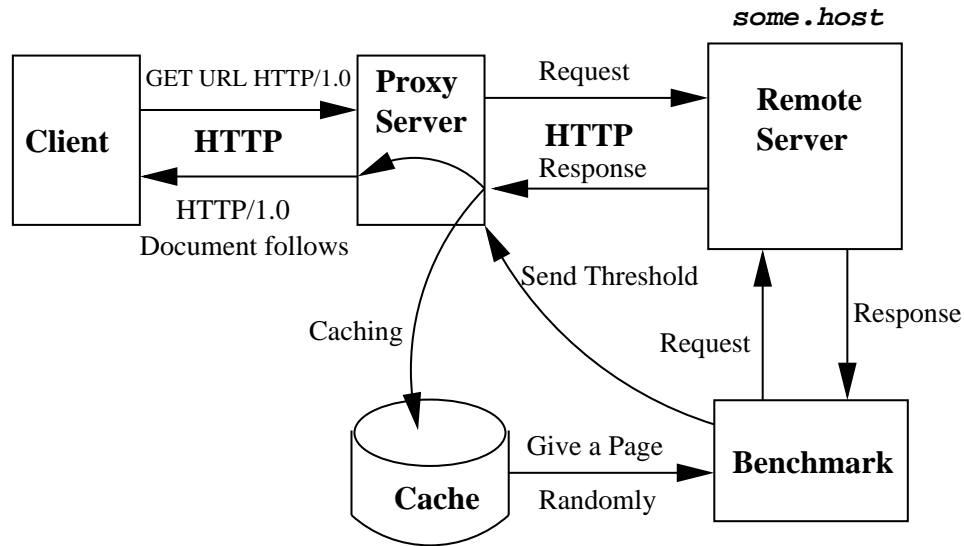 some.host
GET URL HTTP/1.0
Proxy
Server
Request
Remote
Server
Client
HTTP
HTTP
Response
HTTP/1.0
Document follows
Send Threshold
Caching
Request
Response
Give a Page
Benchmark
Cache
Randomly